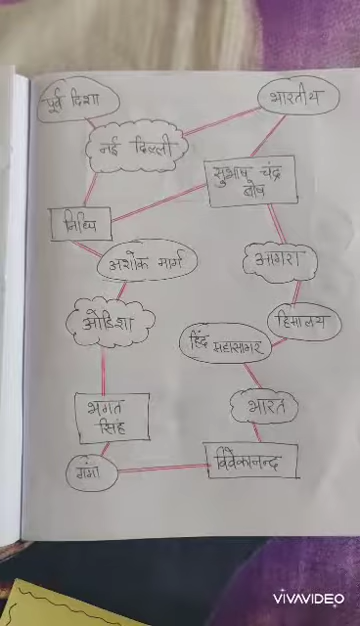 पूर्व दिशा
भारतीय
नई दिल्ली
सुभाष चंद्र
बोष
निधि
अशोक मार्ग
आगरा
ओडिशा
हिमालय
हिंद महासागर
भगत
सिंह
भारत
गंगा
विवेकानन्द
VIVAVIDEO